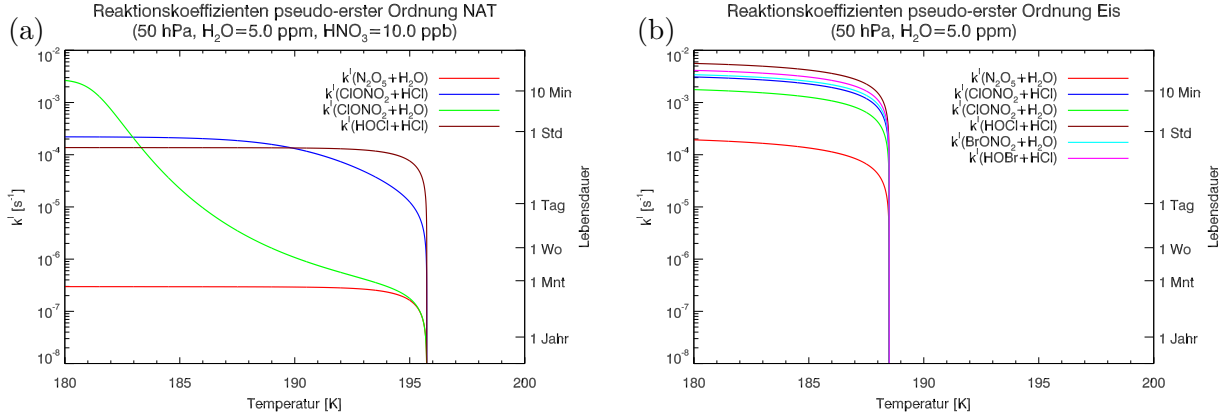 (a)
Reaktionskoeffizienten pseudo-erster Ordnung NAT
(50 hPa, H₂O=5.0 ppm, HNO₃=10.0 ppb)
k^I(N₂O₅+H₂O)
k^I(ClONO₂+HCl)
k^I(ClONO₂+H₂O)
k^I(HOCl+HCl)
10⁻²
10⁻³
10⁻⁴
10⁻⁵
10⁻⁶
10⁻⁷
10⁻⁸
k^I [s⁻¹]
10 Min
1 Std
1 Tag
1 Wo
1 Mnt
1 Jahr
Lebensdauer
180 185 190 195 200
Temperatur [K]
(b)
Reaktionskoeffizienten pseudo-erster Ordnung Eis
(50 hPa, H₂O=5.0 ppm)
k^I(N₂O₅+H₂O)
k^I(ClONO₂+HCl)
k^I(ClONO₂+H₂O)
k^I(HOCl+HCl)
k^I(BrONO₂+H₂O)
k^I(HOBr+HCl)
10⁻²
10⁻³
10⁻⁴
10⁻⁵
10⁻⁶
10⁻⁷
10⁻⁸
k^I [s⁻¹]
10 Min
1 Std
1 Tag
1 Wo
1 Mnt
1 Jahr
Lebensdauer
180 185 190 195 200
Temperatur [K]